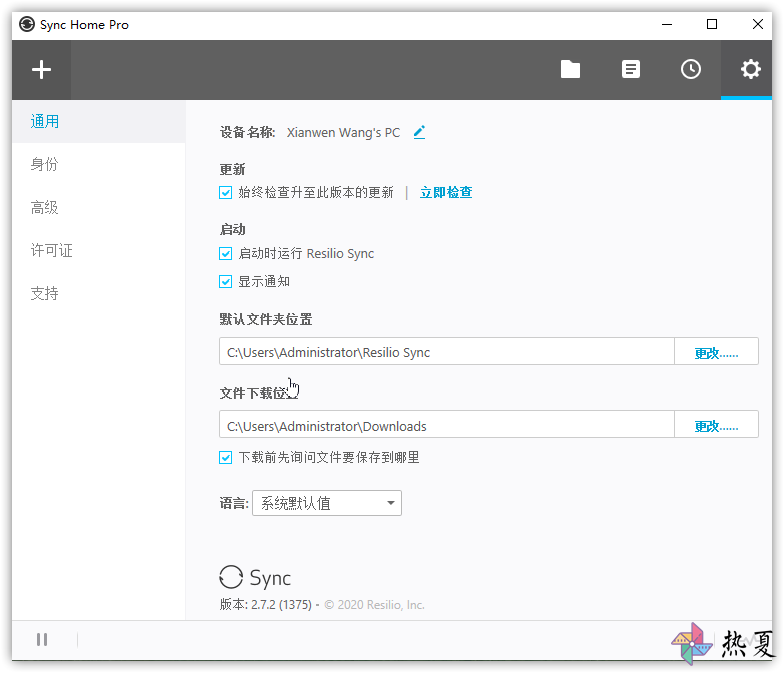 Sync Home Pro
通用
身份
高级
许可证
支持
设备名称: Xianwen Wang's PC
更新
始终检查升至此版本的更新 | 立即检查
启动
启动时运行 Resilio Sync
显示通知
默认文件夹位置
C:\Users\Administrator\Resilio Sync 更改......
文件下载位
C:\Users\Administrator\Downloads 更改......
下载前先询问文件要保存到哪里
语言: 系统默认值
Sync
版本: 2.7.2 (1375) - © 2020 Resilio, Inc.
热夏